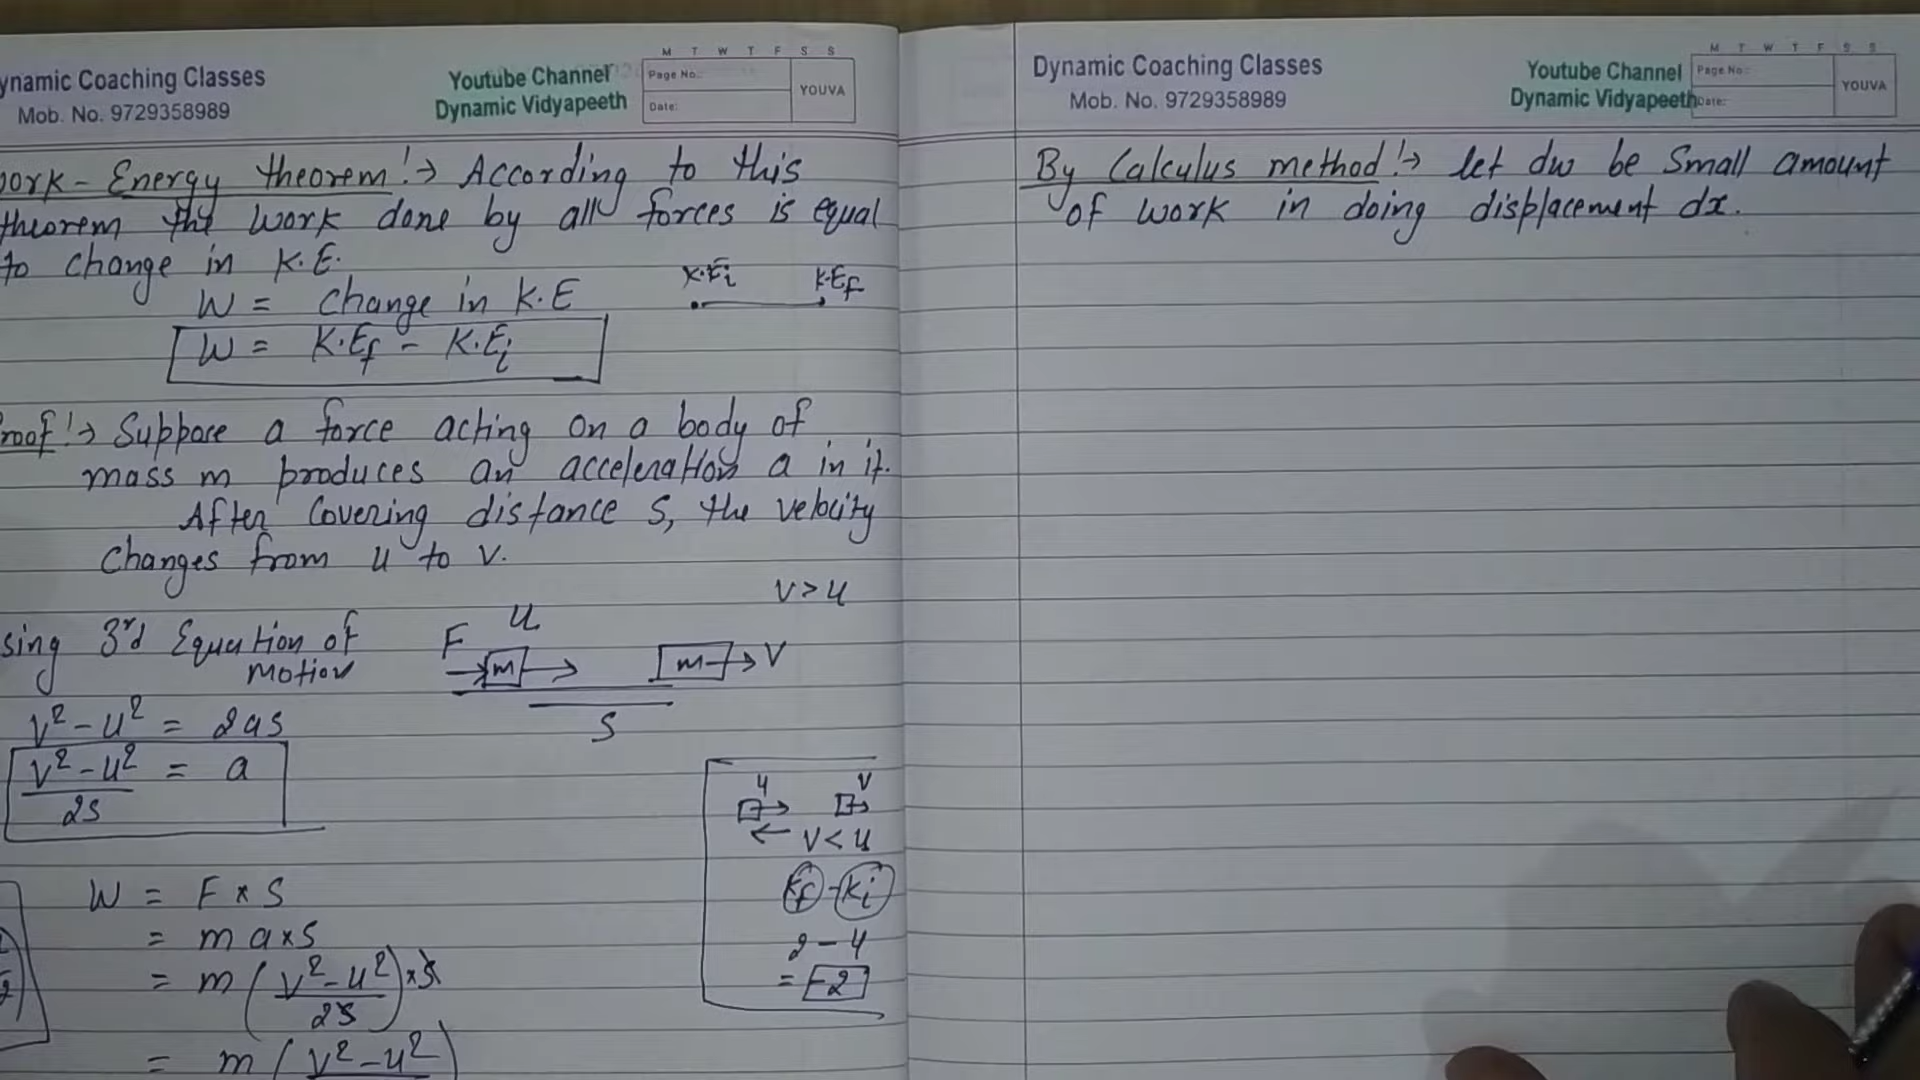 ynamic Coaching Classes
Mob. No. 9729358989
Youtube Channel
Dynamic Vidyapeeth
M T W T F S S
Page No.:
Date:
YOUVA
ork - Energy theorem :→ According to this
theorem the work done by all forces is equal
to change in K.E.
W = Change in K.E
K.Ei K.Ef
W = K.Ef - K.Ei
roof :→ Suppose a force acting on a body of
mass m produces an acceleration a in it.
After Covering distance S, the velocity
Changes from u to v.
v > u
sing 3rd Equation of
Motion
F u
m m v
S
v² - u² = 2as
v² - u² / 2s = a
u v
v < u
Kf - Ki
2 - 4
= -2
W = F × S
= m a × S
= m ( v² - u² / 2s ) × s
= m ( v² - u² )
Dynamic Coaching Classes
Mob. No. 9729358989
Youtube Channel
Dynamic Vidyapeeth
M T W T F S S
Page No.:
Date:
YOUVA
By Calculus method :→ let dw be Small amount
of work in doing displacement dx.